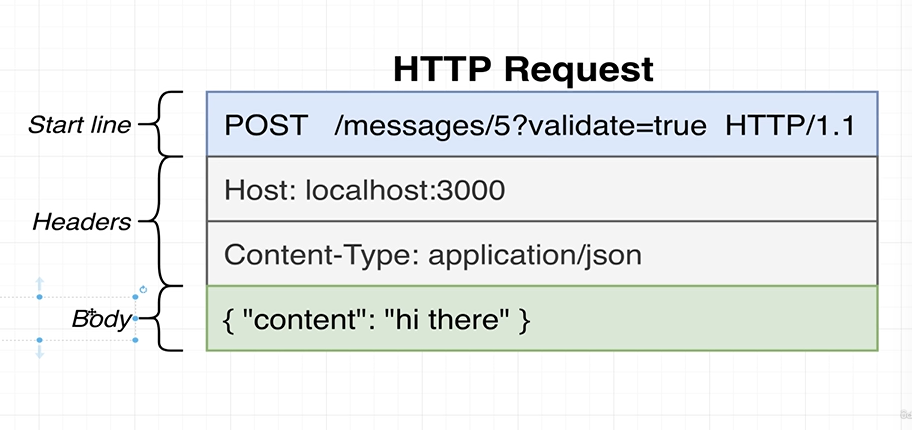 HTTP Request
Start line
POST /messages/5?validate=true HTTP/1.1
Headers
Host: localhost:3000
Content-Type: application/json
Body
{ "content": "hi there" }